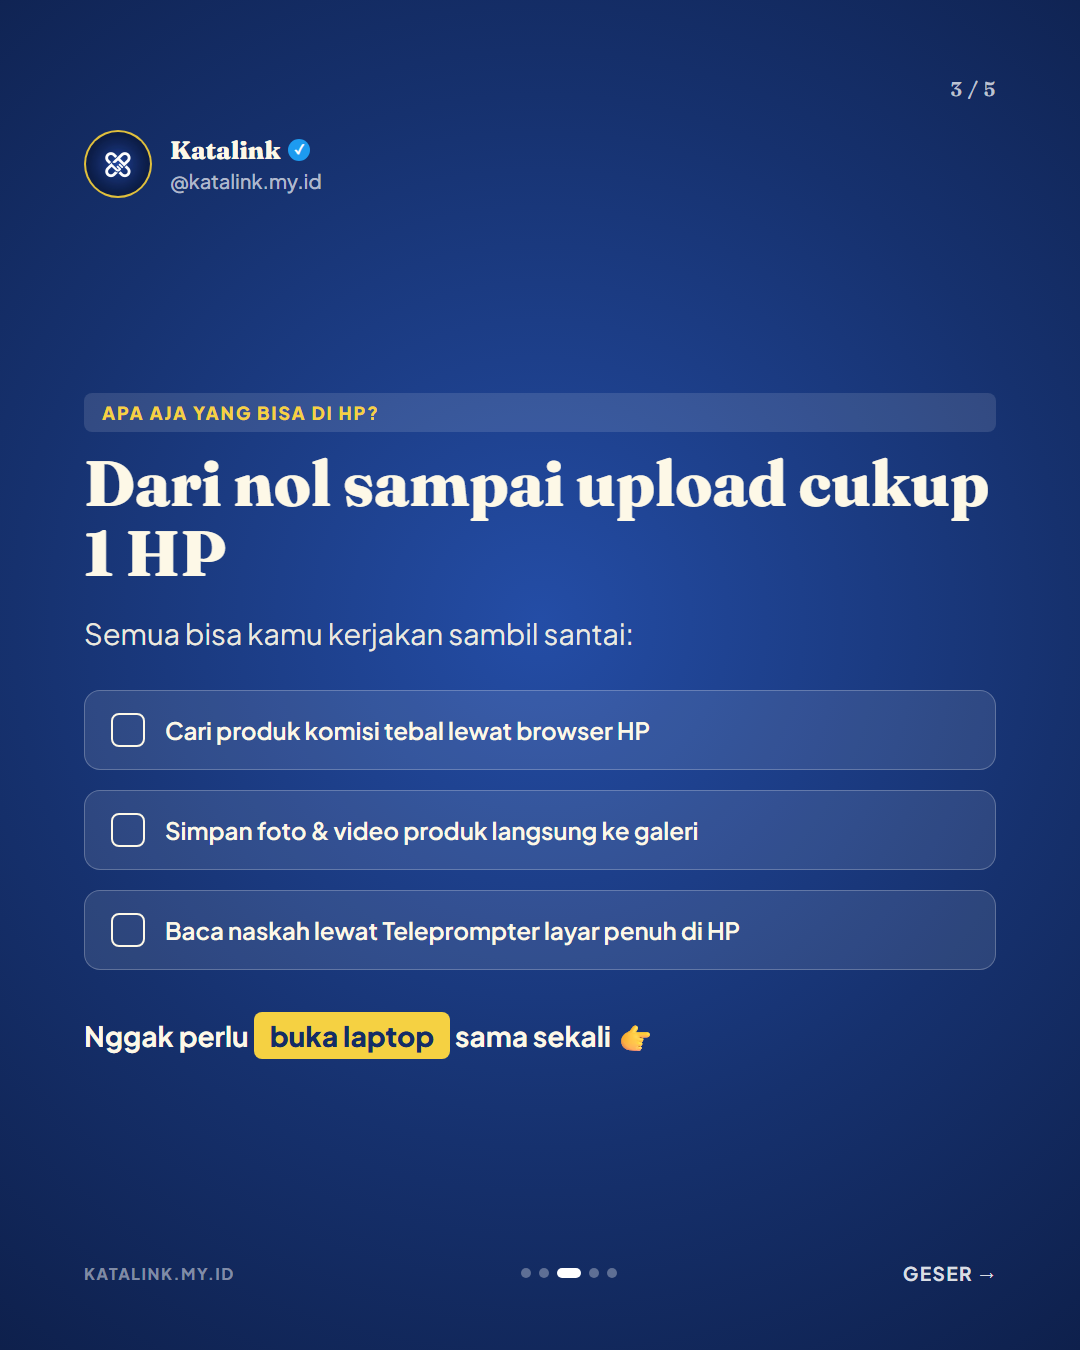 3 / 5
Katalink
@katalink.my.id
APA AJA YANG BISA DI HP?
Dari nol sampai upload cukup
1 HP
Semua bisa kamu kerjakan sambil santai:
Cari produk komisi tebal lewat browser HP
Simpan foto & video produk langsung ke galeri
Baca naskah lewat Teleprompter layar penuh di HP
Nggak perlu buka laptop sama sekali 👉
KATALINK.MY.ID
GESER →